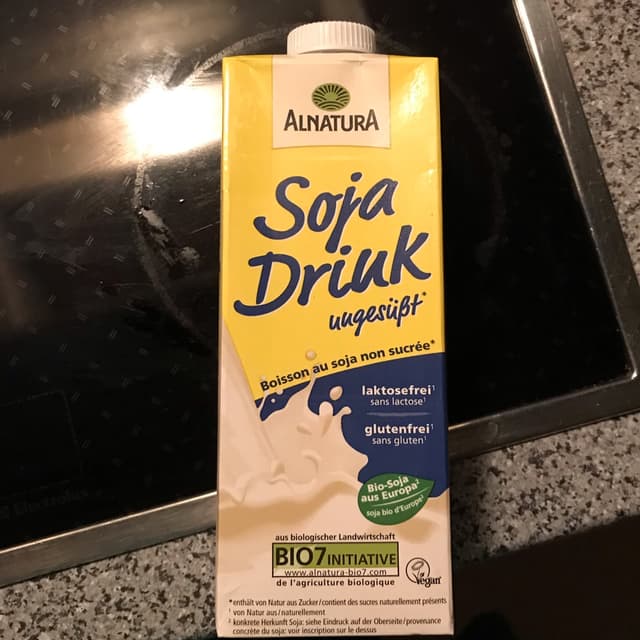 ALNATURA
Soja
Drink
ungesüßt*
Boisson au soja non sucrée*
laktosefrei¹
sans lactose¹
glutenfrei¹
sans gluten¹
Bio-Soja
aus Europa²
soja bio d'Europe²
aus biologischer Landwirtschaft
BIO7 INITIATIVE
www.alnatura-bio7.com
de l'agriculture biologique
Vegan
*enthält von Natur aus Zucker/contient des sucres naturellement présents
¹ von Natur aus/naturellement
² konkrete Herkunft Soja: siehe Eindruck auf der Oberseite/provenance
concrète du soja: voir inscription sur le dessus
Electrolux